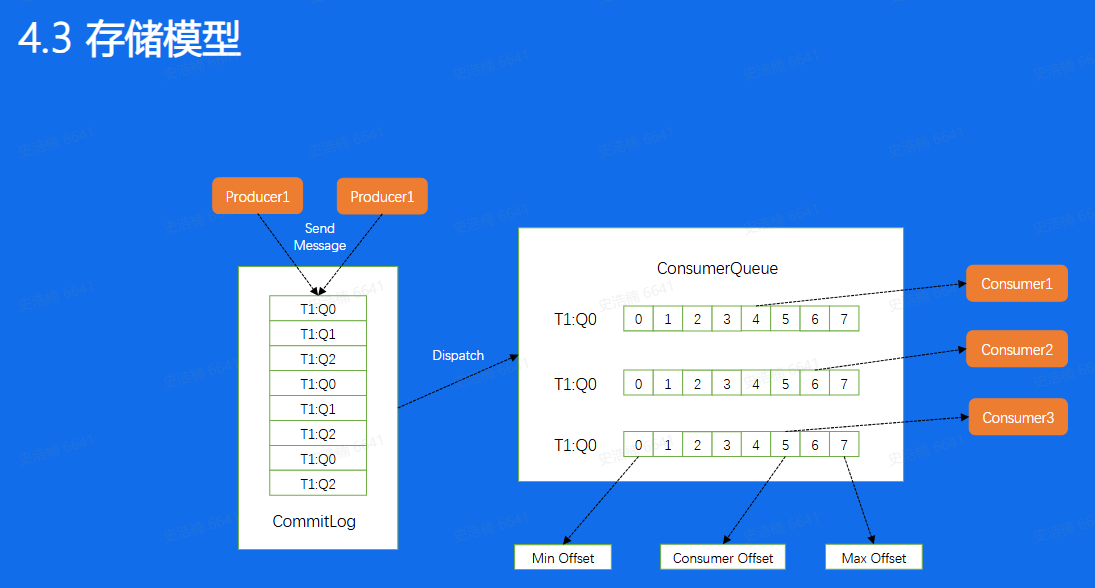 4.3 存储模型
Producer1
Producer1
Send
Message
T1:Q0
T1:Q1
T1:Q2
T1:Q0
T1:Q1
T1:Q2
T1:Q0
T1:Q2
CommitLog
Dispatch
ConsumerQueue
T1:Q0 0 1 2 3 4 5 6 7
T1:Q0 0 1 2 3 4 5 6 7
T1:Q0 0 1 2 3 4 5 6 7
Consumer1
Consumer2
Consumer3
Min Offset
Consumer Offset
Max Offset